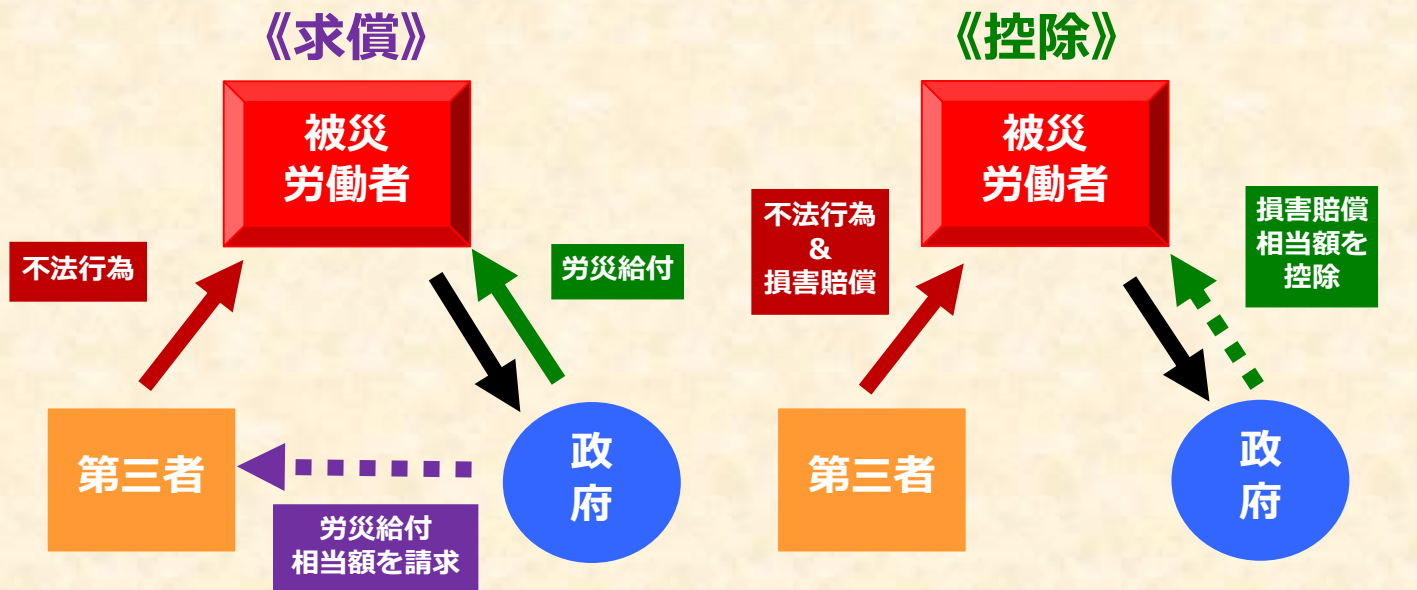 《求償》
被災
労働者
不法行為
労災給付
第三者
政
府
労災給付
相当額を請求
《控除》
被災
労働者
不法行為
&
損害賠償
損害賠償
相当額を
控除
第三者
政
府